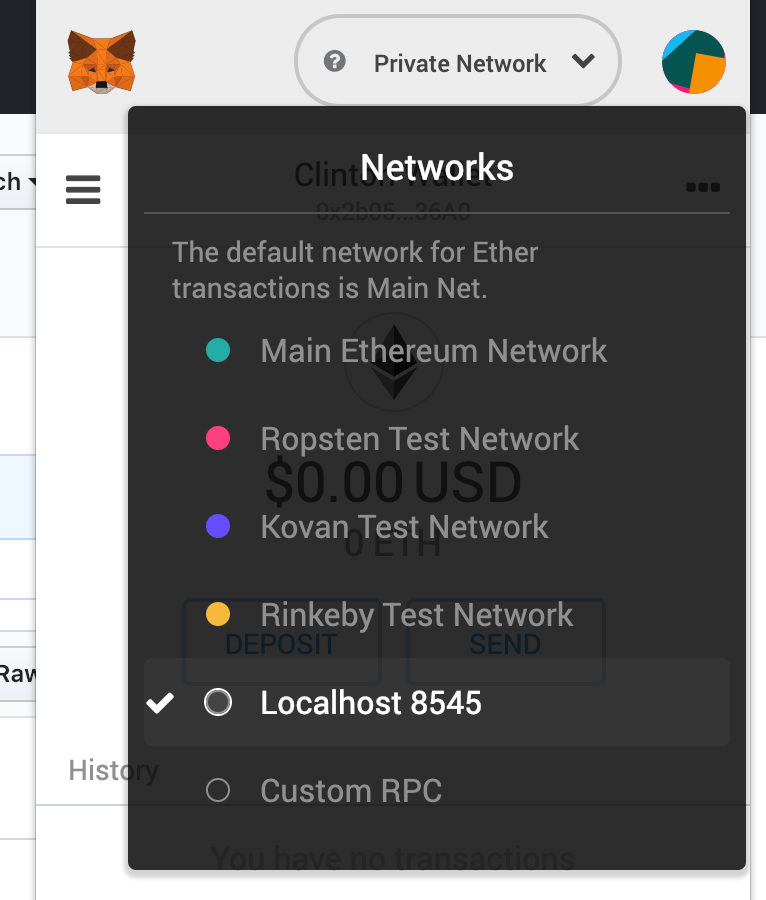 Private Network
ch
Networks
Clinton Wallet
0x2b05...36A0
The default network for Ether
transactions is Main Net.
Main Ethereum Network
Ropsten Test Network
$0.00 USD
Kovan Test Network
0 ETH
Rinkeby Test Network
DEPOSIT
SEND
Raw
Localhost 8545
History
Custom RPC
You have no transactions